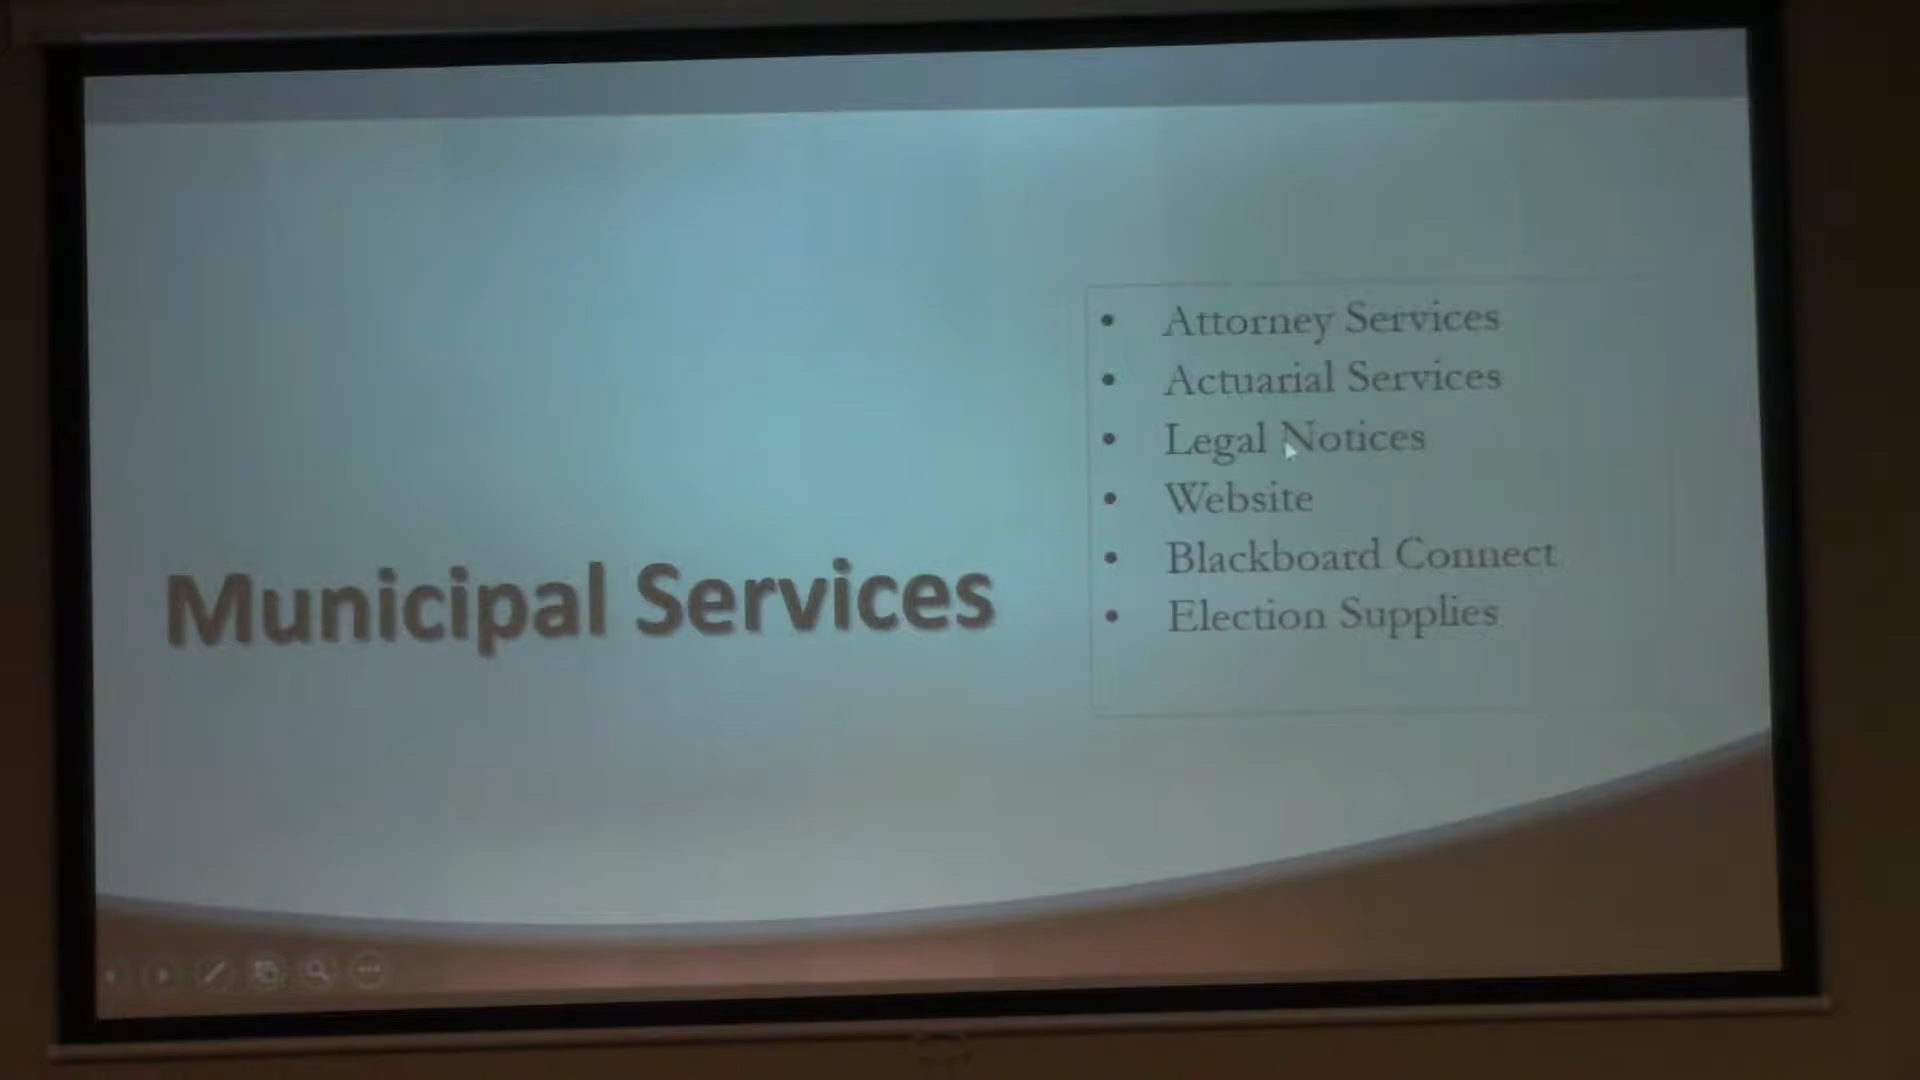 Municipal Services
• Attorney Services
• Actuarial Services
• Legal Notices
• Website
• Blackboard Connect
• Election Supplies